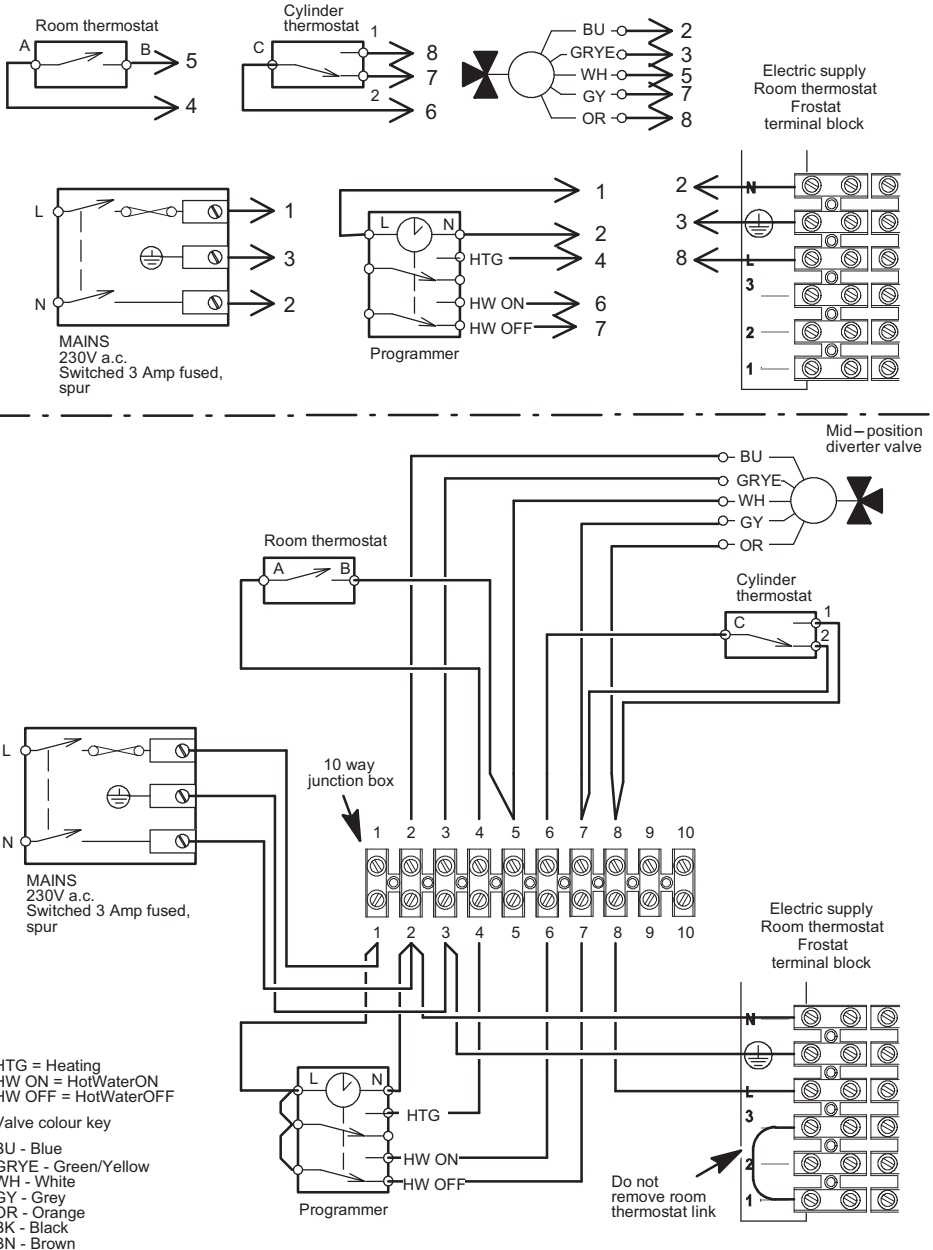 Room thermostat
A
B
5
4
Cylinder
thermostat
C
1
2
8
7
6
BU
GRYE
WH
GY
OR
2
3
5
7
8
Electric supply
Room thermostat
Frostat
terminal block
L
N
1
3
2
MAINS
230V a.c.
Switched 3 Amp fused,
spur
L
N
HTG
HW ON
HW OFF
Programmer
1
2
4
6
7
2
3
8
N
L
3
2
1
Mid–position
diverter valve
BU
GRYE
WH
GY
OR
Room thermostat
A
B
Cylinder
thermostat
C
1
2
L
N
MAINS
230V a.c.
Switched 3 Amp fused,
spur
10 way
junction box
1 2 3 4 5 6 7 8 9 10
1 2 3 4 5 6 7 8 9 10
Electric supply
Room thermostat
Frostat
terminal block
N
L
3
2
1
Do not
remove room
thermostat link
L
N
HTG
HW ON
HW OFF
Programmer
HTG = Heating
HW ON = HotWaterON
HW OFF = HotWaterOFF
Valve colour key
BU - Blue
GRYE - Green/Yellow
WH - White
GY - Grey
OR - Orange
BK - Black
BN - Brown